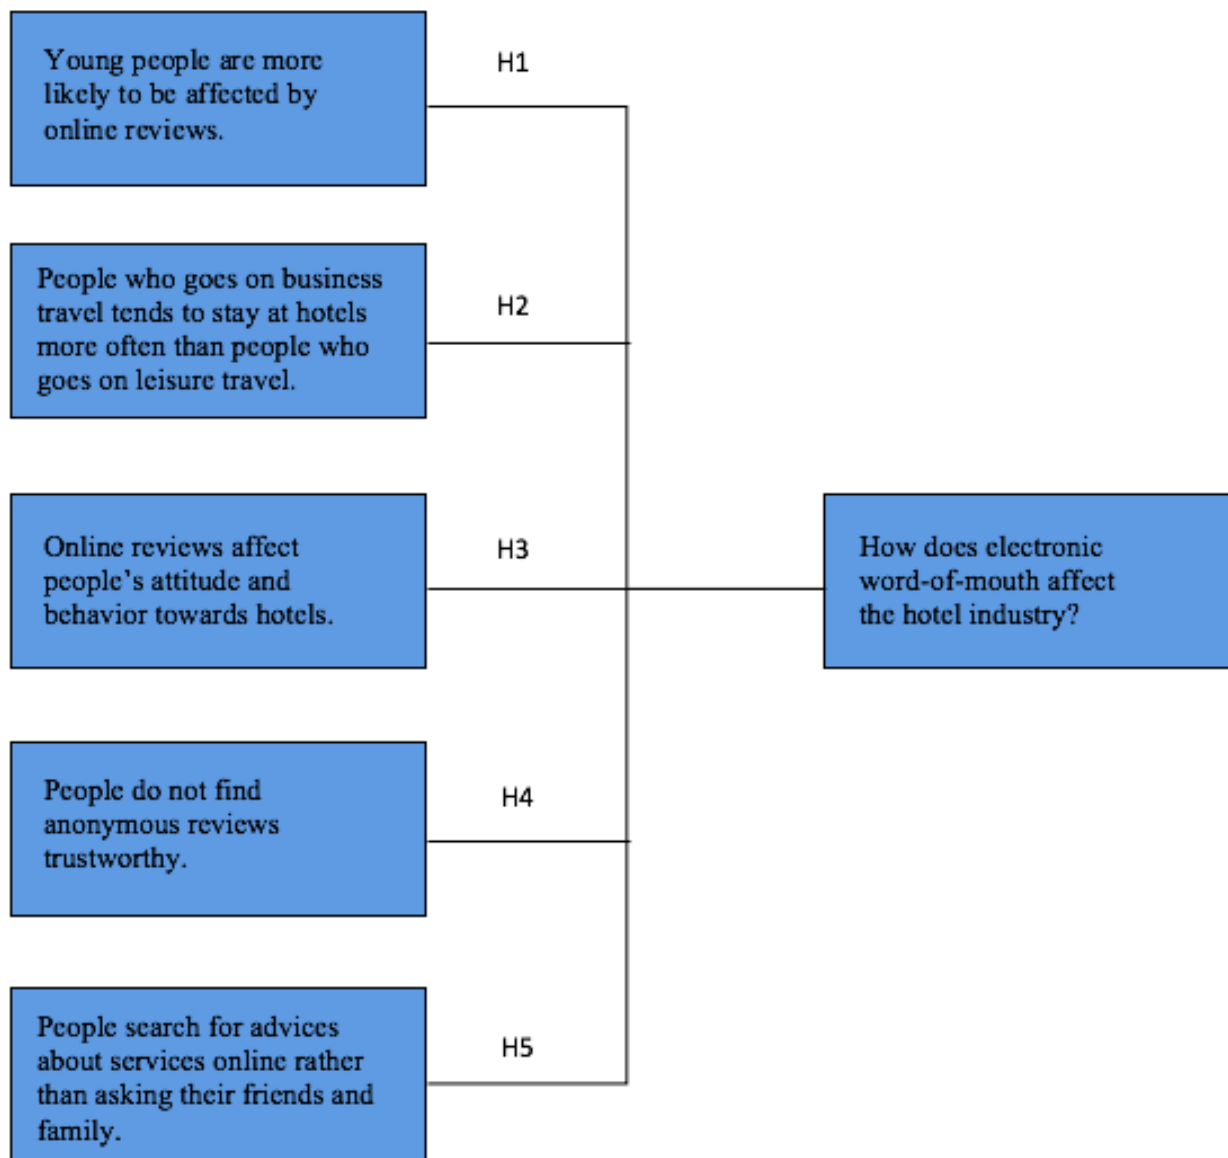 Young people are more
likely to be affected by
online reviews.
H1
People who goes on business
travel tends to stay at hotels
more often than people who
goes on leisure travel.
H2
Online reviews affect
people's attitude and
behavior towards hotels.
H3
How does electronic
word-of-mouth affect
the hotel industry?
People do not find
anonymous reviews
trustworthy.
H4
People search for advices
about services online rather
than asking their friends and
family.
H5